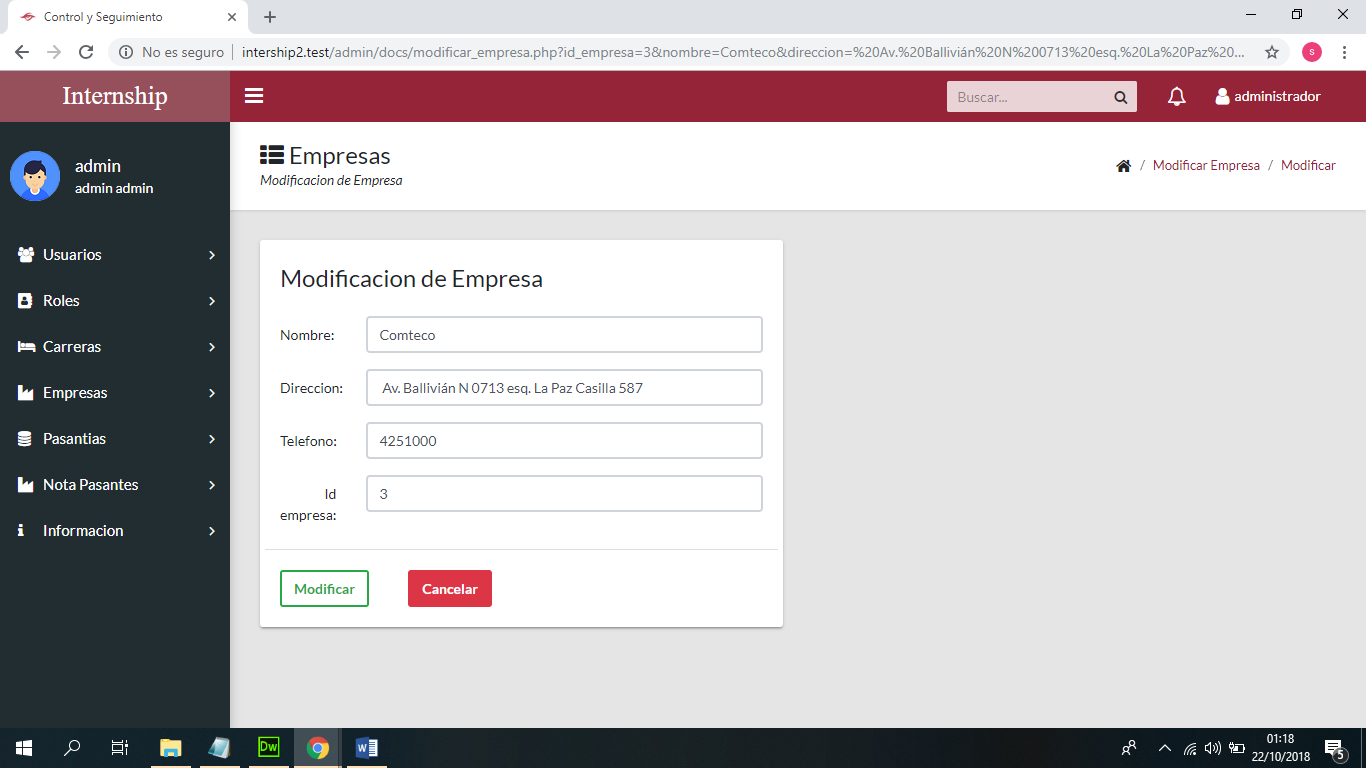 Control y Seguimiento
No es seguro
intership2.test/admin/docs/modificar_empresa.php?id_empresa=3&nombre=Comteco&direccion=%20Av.%20Ballivián%20N%200713%20esq.%20La%20Paz%20...
s
Internship
Buscar...
administrador
admin
admin admin
Empresas
Modificacion de Empresa
/ Modificar Empresa / Modificar
Usuarios
Roles
Carreras
Empresas
Pasantias
Nota Pasantes
Informacion
Modificacion de Empresa
Nombre: Comteco
Direccion: Av. Ballivián N 0713 esq. La Paz Casilla 587
Telefono: 4251000
Id empresa: 3
Modificar
Cancelar
Dw
W
01:18
22/10/2018
5